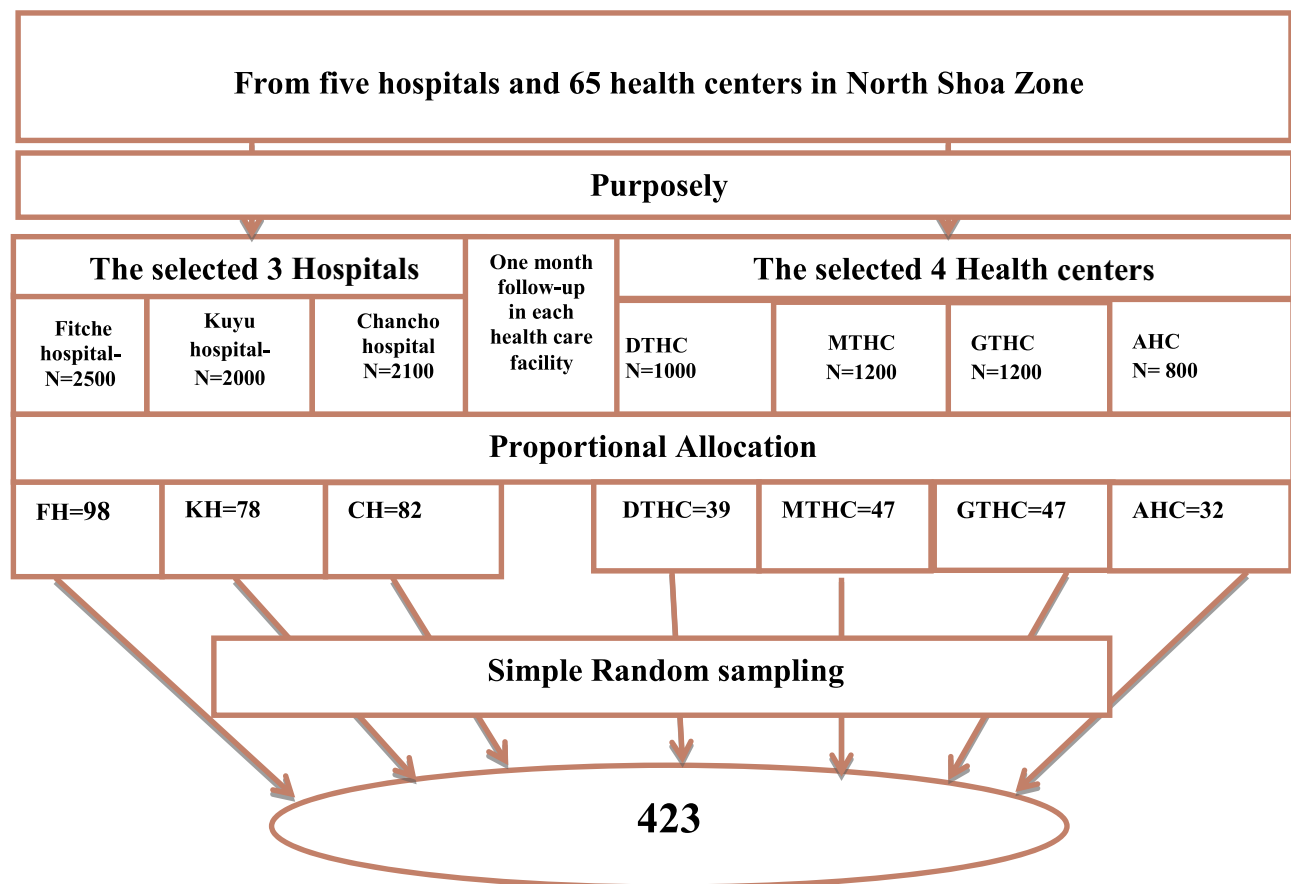 From five hospitals and 65 health centers in North Shoa Zone
Purposely
The selected 3 Hospitals
Fitche
hospital-
N=2500
Kuyu
hospital-
N=2000
Chancho
hospital
N=2100
One month
follow-up
in each
health care
facility
The selected 4 Health centers
DTHC
N=1000
MTHC
N=1200
GTHC
N=1200
AHC
N= 800
Proportional Allocation
FH=98
KH=78
CH=82
DTHC=39
MTHC=47
GTHC=47
AHC=32
Simple Random sampling
423